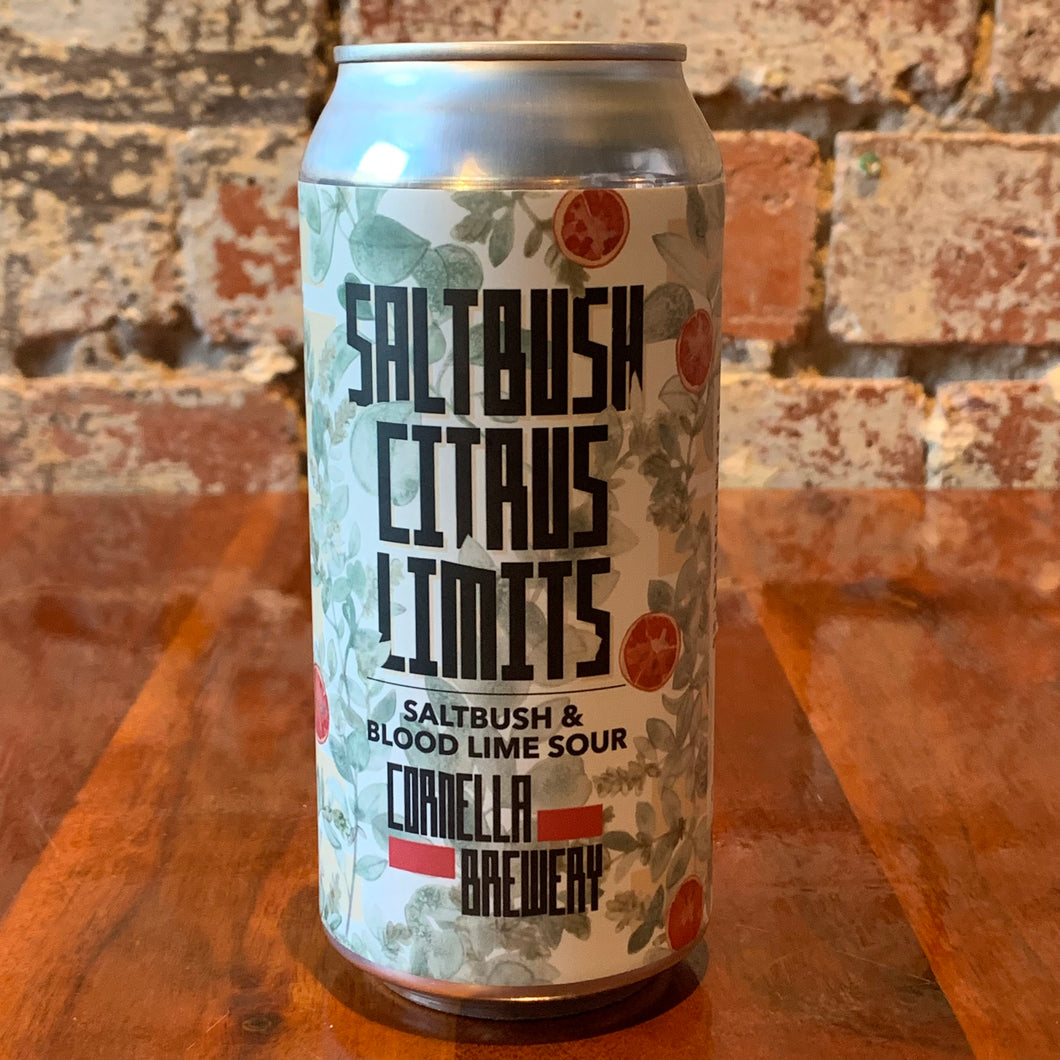 SALTBUSH
CITRUS
LIMITS
SALTBUSH &
BLOOD LIME SOUR
CORNELLA
BREWERY